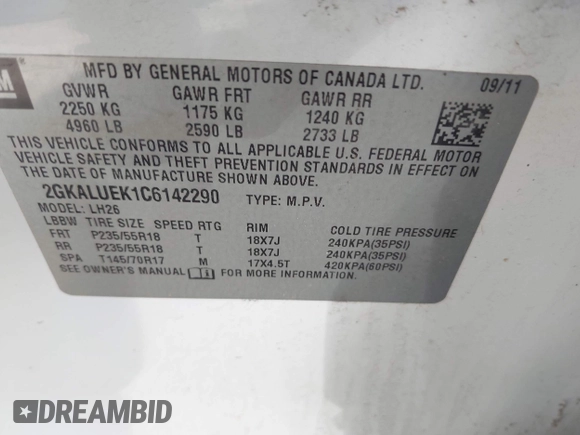 GM
MFD BY GENERAL MOTORS OF CANADA LTD. 09/11
GVWR GAWR FRT GAWR RR
2250 KG 1175 KG 1240 KG
4960 LB 2590 LB 2733 LB
THIS VEHICLE CONFORMS TO ALL APPLICABLE U.S. FEDERAL MOTOR
VEHICLE SAFETY AND THEFT PREVENTION STANDARDS IN EFFECT
ON THE DATE OF MANUFACTURE SHOWN ABOVE.
2GKALUEK1C6142290 TYPE: M.P.V.
MODEL: LH26
LBBW TIRE SIZE SPEED RTG RIM COLD TIRE PRESSURE
FRT P235/55R18 T 18X7J 240KPA(35PSI)
RR P235/55R18 T 18X7J 240KPA(35PSI)
SPA T145/70R17 M 17X4.5T 420KPA(60PSI)
SEE OWNER'S MANUAL FOR MORE INFORMATION.
DREAMBID